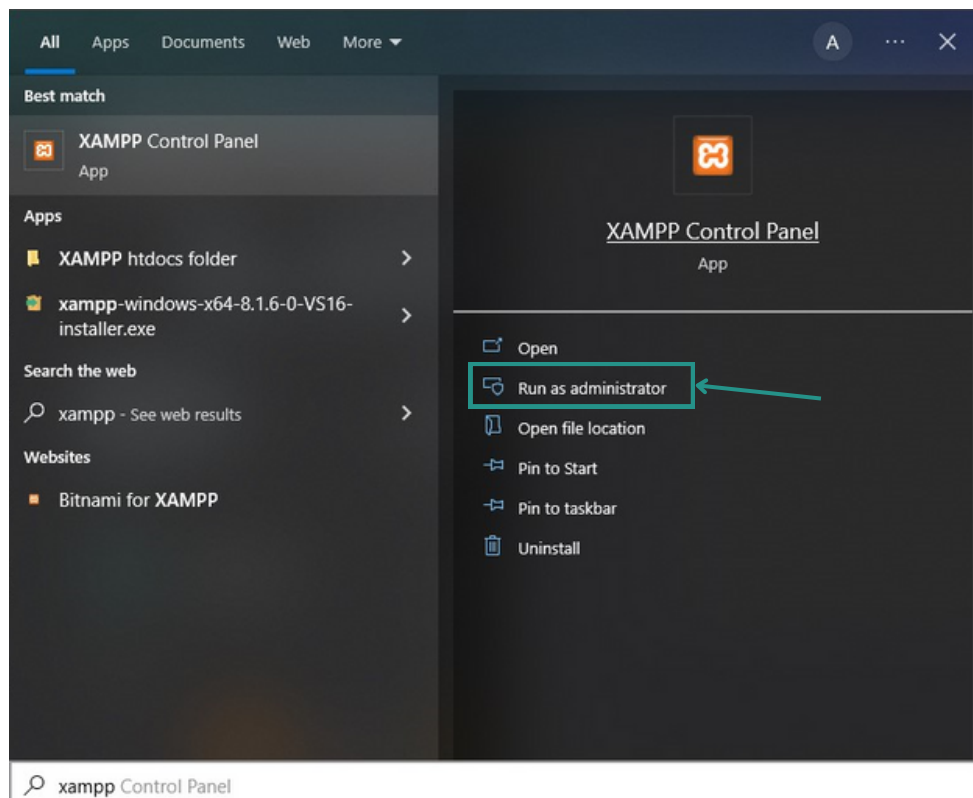 All Apps Documents Web More A ... 
Best match
XAMPP Control Panel
App
Apps
XAMPP htdocs folder
xampp-windows-x64-8.1.6-0-VS16-
installer.exe
Search the web
xampp - See web results
Websites
Bitnami for XAMPP
XAMPP Control Panel
App
Open
Run as administrator
Open file location
Pin to Start
Pin to taskbar
Uninstall
xampp Control Panel